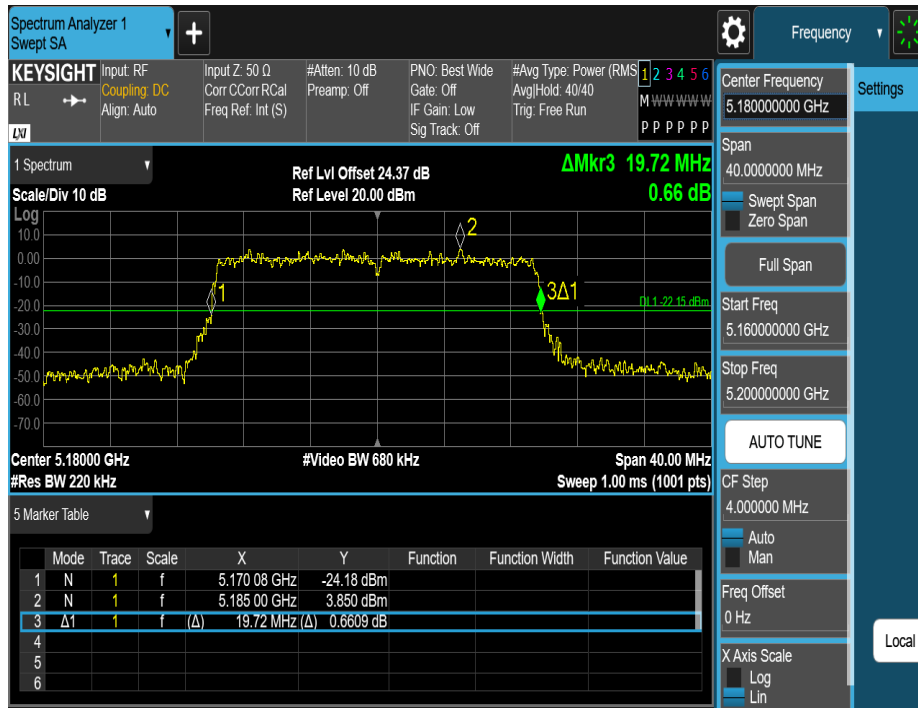 Spectrum Analyzer 1
Swept SA
+
Frequency
KEYSIGHT
R L
LXI
Input: RF
Coupling: DC
Align: Auto
Input Z: 50 Ω
Corr CCorr RCal
Freq Ref: Int (S)
#Atten: 10 dB
Preamp: Off
PNO: Best Wide
Gate: Off
IF Gain: Low
Sig Track: Off
#Avg Type: Power (RMS
Avg|Hold: 40/40
Trig: Free Run
1 2 3 4 5 6
M W W W W W
P P P P P P
Center Frequency
5.180000000 GHz
Settings
Span
40.0000000 MHz
Swept Span
Zero Span
Full Span
Start Freq
5.160000000 GHz
Stop Freq
5.200000000 GHz
AUTO TUNE
CF Step
4.000000 MHz
Auto
Man
Freq Offset
0 Hz
X Axis Scale
Log
Lin
Local
1 Spectrum
Scale/Div 10 dB
Ref Lvl Offset 24.37 dB
Ref Level 20.00 dBm
ΔMkr3 19.72 MHz
0.66 dB
Log
10.0
0.00
-10.0
-20.0
-30.0
-40.0
-50.0
-60.0
-70.0
1
2
3Δ1
DL1 -22.15 dBm
Center 5.18000 GHz
#Video BW 680 kHz
Span 40.00 MHz
#Res BW 220 kHz
Sweep 1.00 ms (1001 pts)
5 Marker Table
Mode Trace Scale X Y Function Function Width Function Value
1 N 1 f 5.170 08 GHz -24.18 dBm
2 N 1 f 5.185 00 GHz 3.850 dBm
3 Δ1 1 f (Δ) 19.72 MHz (Δ) 0.6609 dB
4
5
6